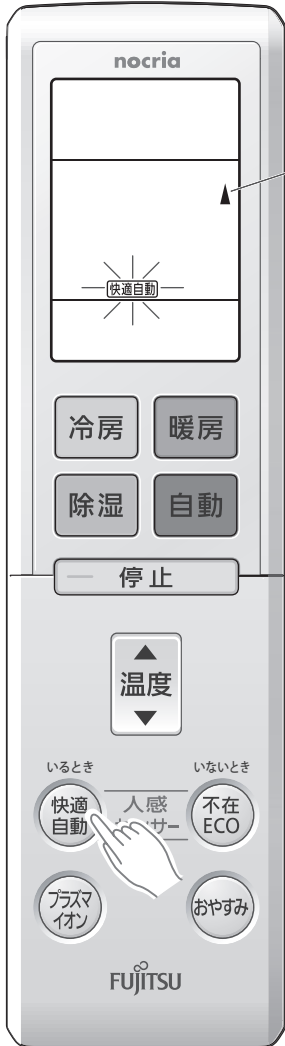 nocria
快適自動
冷房 暖房
除湿 自動
停止
温度
いるとき いないとき
快適
自動
人感
サー
不在
ECO
プラズマ
イオン
おやすみ
FUJITSU